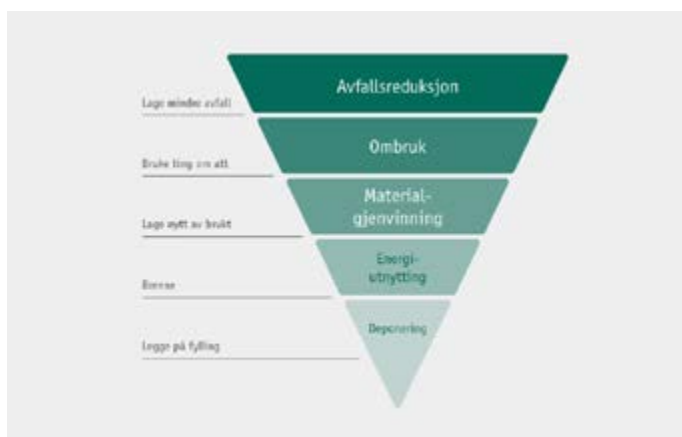 Avfallsreduksjon
Lage mindre avfall
Ombruk
Bruke ting om att
Material-
gjenvinning
Lage nytt av brukt
Energi-
utnytting
Brenne
Deponering
Legge på fylling